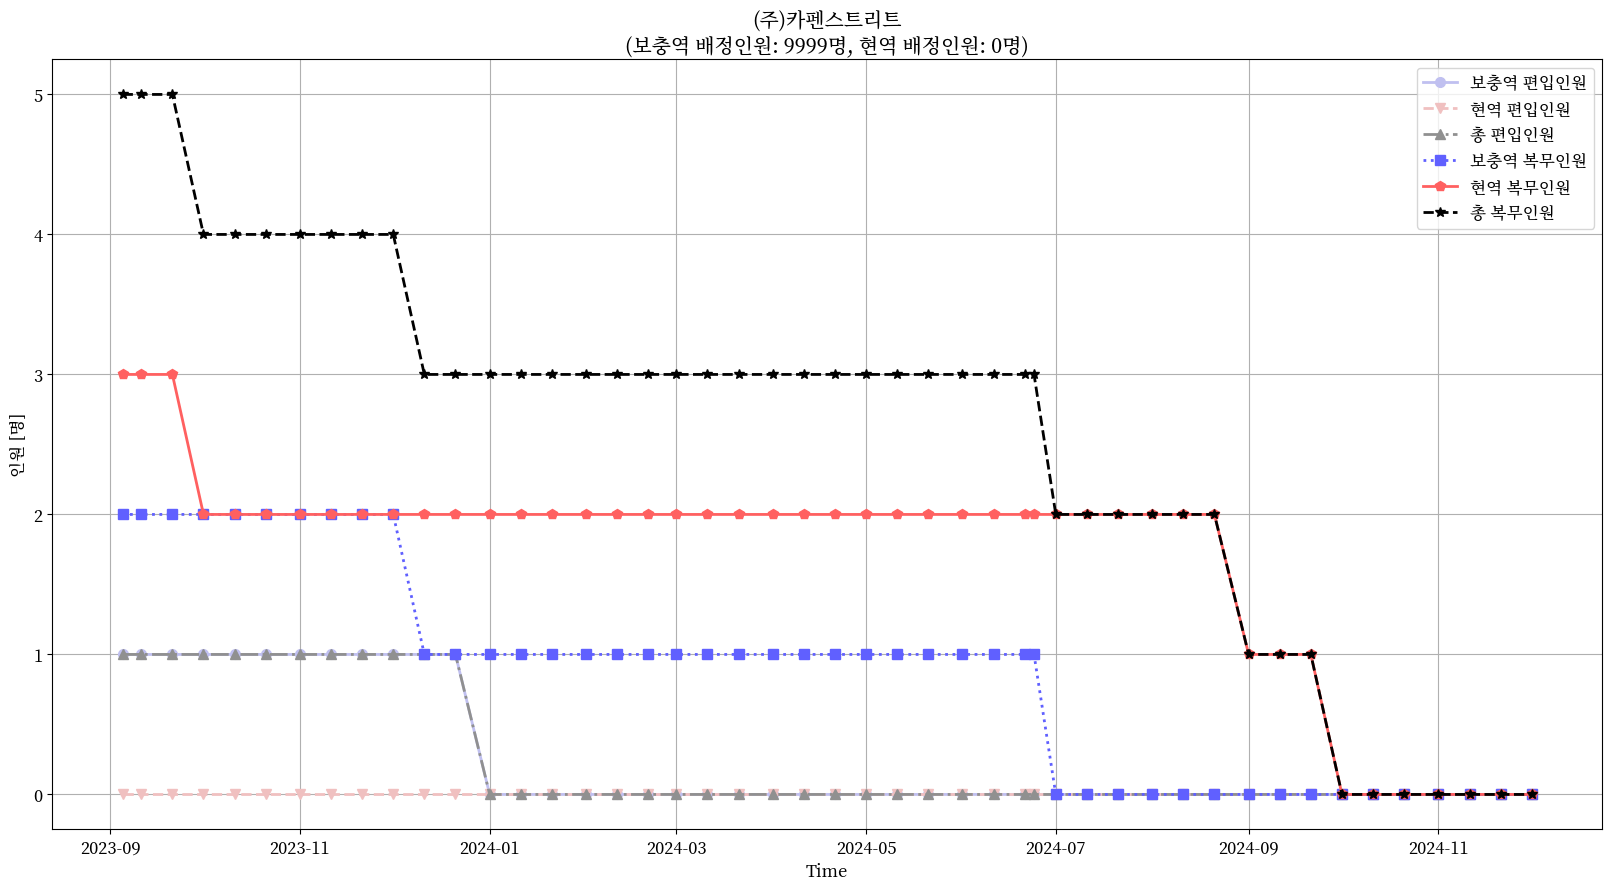 (주)카펜스트리트
(보충역 배정인원: 9999명, 현역 배정인원: 0명)
보충역 편입인원
현역 편입인원
총 편입인원
보충역 복무인원
현역 복무인원
총 복무인원
인원 [명]
5
4
3
2
1
0
2023-09 2023-11 2024-01 2024-03 2024-05 2024-07 2024-09 2024-11
Time